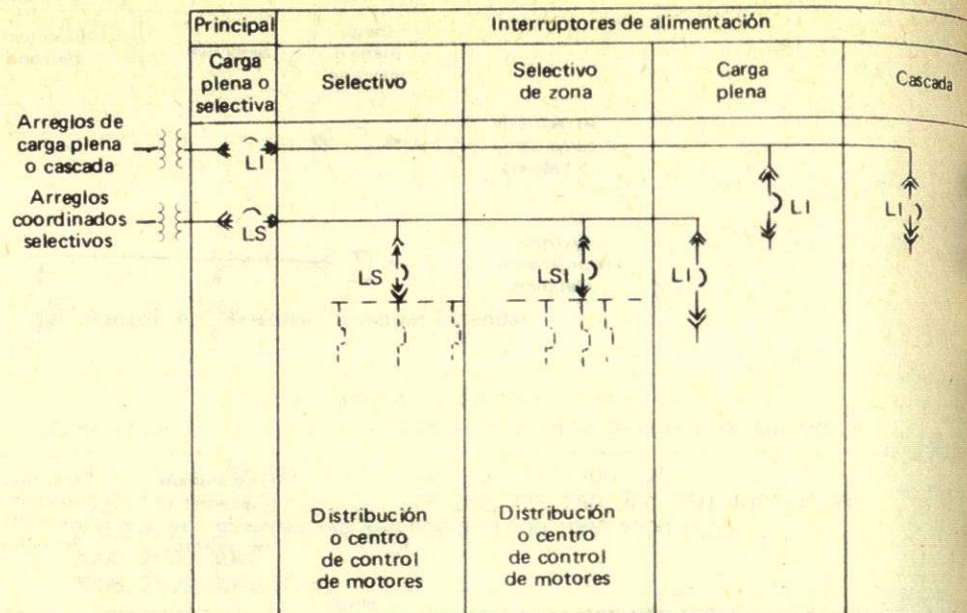 Principal
Interruptores de alimentación
Carga
plena o
selectiva
Selectivo
Selectivo
de zona
Carga
plena
Cascada
Arreglos de
carga plena
o cascada
LI
LI
LI
Arreglos
coordinados
selectivos
LS
LS
LSI
LI
Distribución
o centro
de control
de motores
Distribución
o centro
de control
de motores